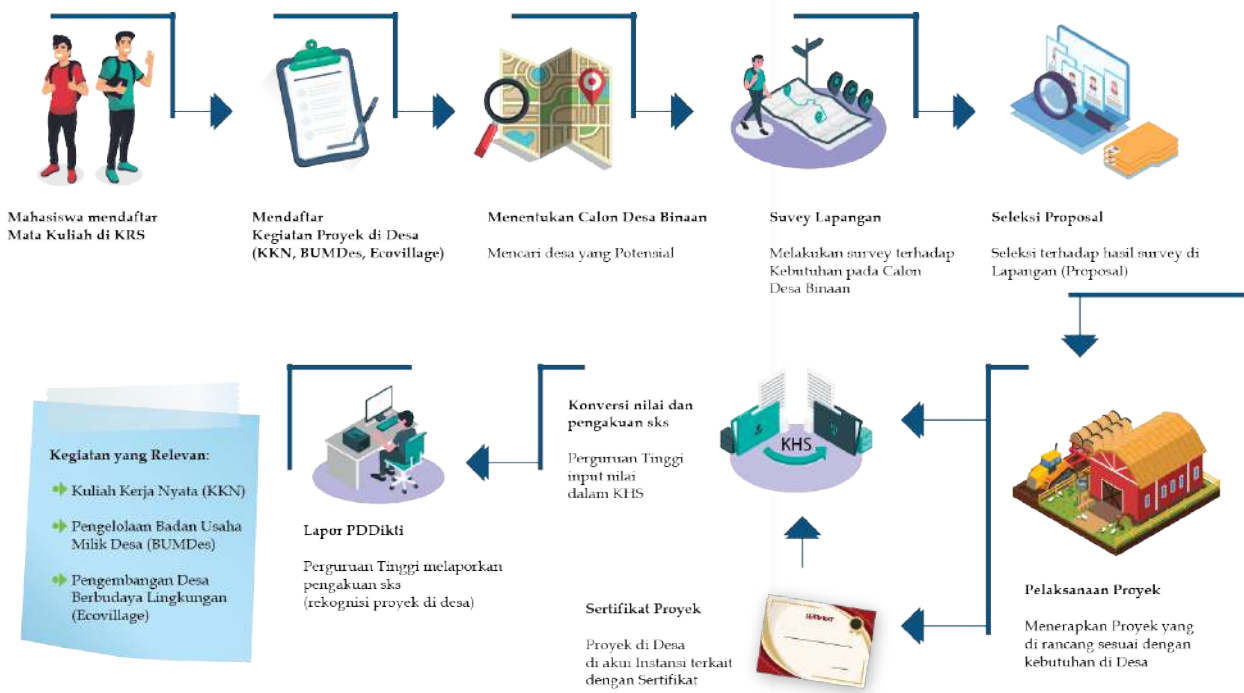 Mahasiswa mendaftar
Mata Kuliah di KRS
Mendaftar
Kegiatan Proyek di Desa
(KKN, BUMDes, Ecovillage)
Menentukan Calon Desa Binaan
Mencari desa yang Potensial
Suvey Lapangan
Melakukan survey terhadap
Kebutuhan pada Calon
Desa Binaan
Seleksi Proposal
Seleksi terhadap hasil survey di
Lapangan (Proposal)
Pelaksanaan Proyek
Menerapkan Proyek yang
di rancang sesuai dengan
kebutuhan di Desa
SERTIFIKAT
Sertifikat Proyek
Proyek di Desa
di akui Instansi terkait
dengan Sertifikat
KHS
Konversi nilai dan
pengakuan sks
Perguruan Tinggi
input nilai
dalam KHS
Lapor PDDikti
Perguruan Tinggi melaporkan
pengakuan sks
(rekognisi proyek di desa)
Kegiatan yang Relevan:
Kuliah Kerja Nyata (KKN)
Pengelolaan Badan Usaha
Milik Desa (BUMDes)
Pengembangan Desa
Berbudaya Lingkungan
(Ecovillage)